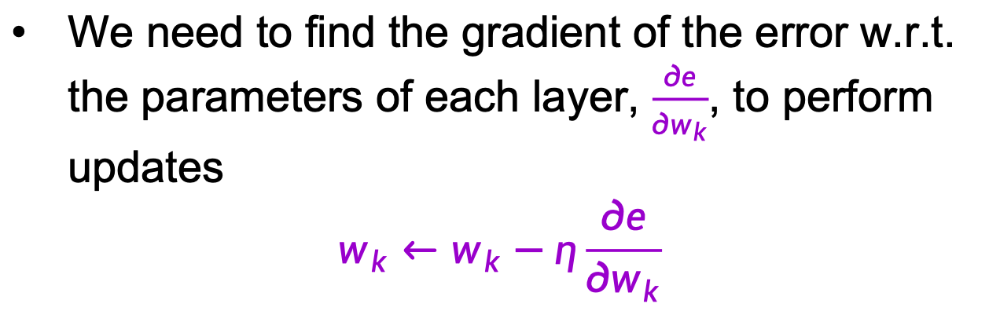 • We need to find the gradient of the error w.r.t.
the parameters of each layer, ∂e/∂w_k, to perform
updates
w_k ← w_k − η ∂e/∂w_k